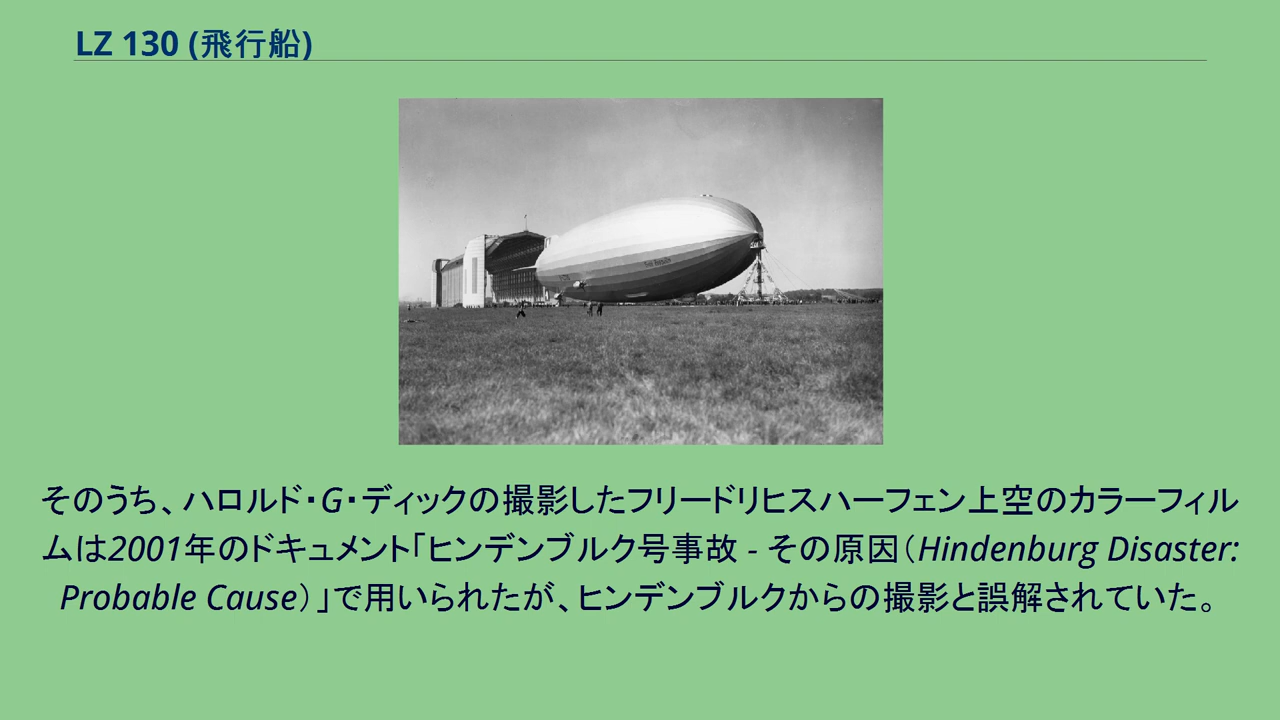 LZ 130 (飛行船)
そのうち、ハロルド・G・ディックの撮影したフリードリヒスハーフェン上空のカラーフィル
ムは2001年のドキュメント「ヒンデンブルク号事故 - その原因（Hindenburg Disaster:
Probable Cause）」で用いられたが、ヒンデンブルクからの撮影と誤解されていた。